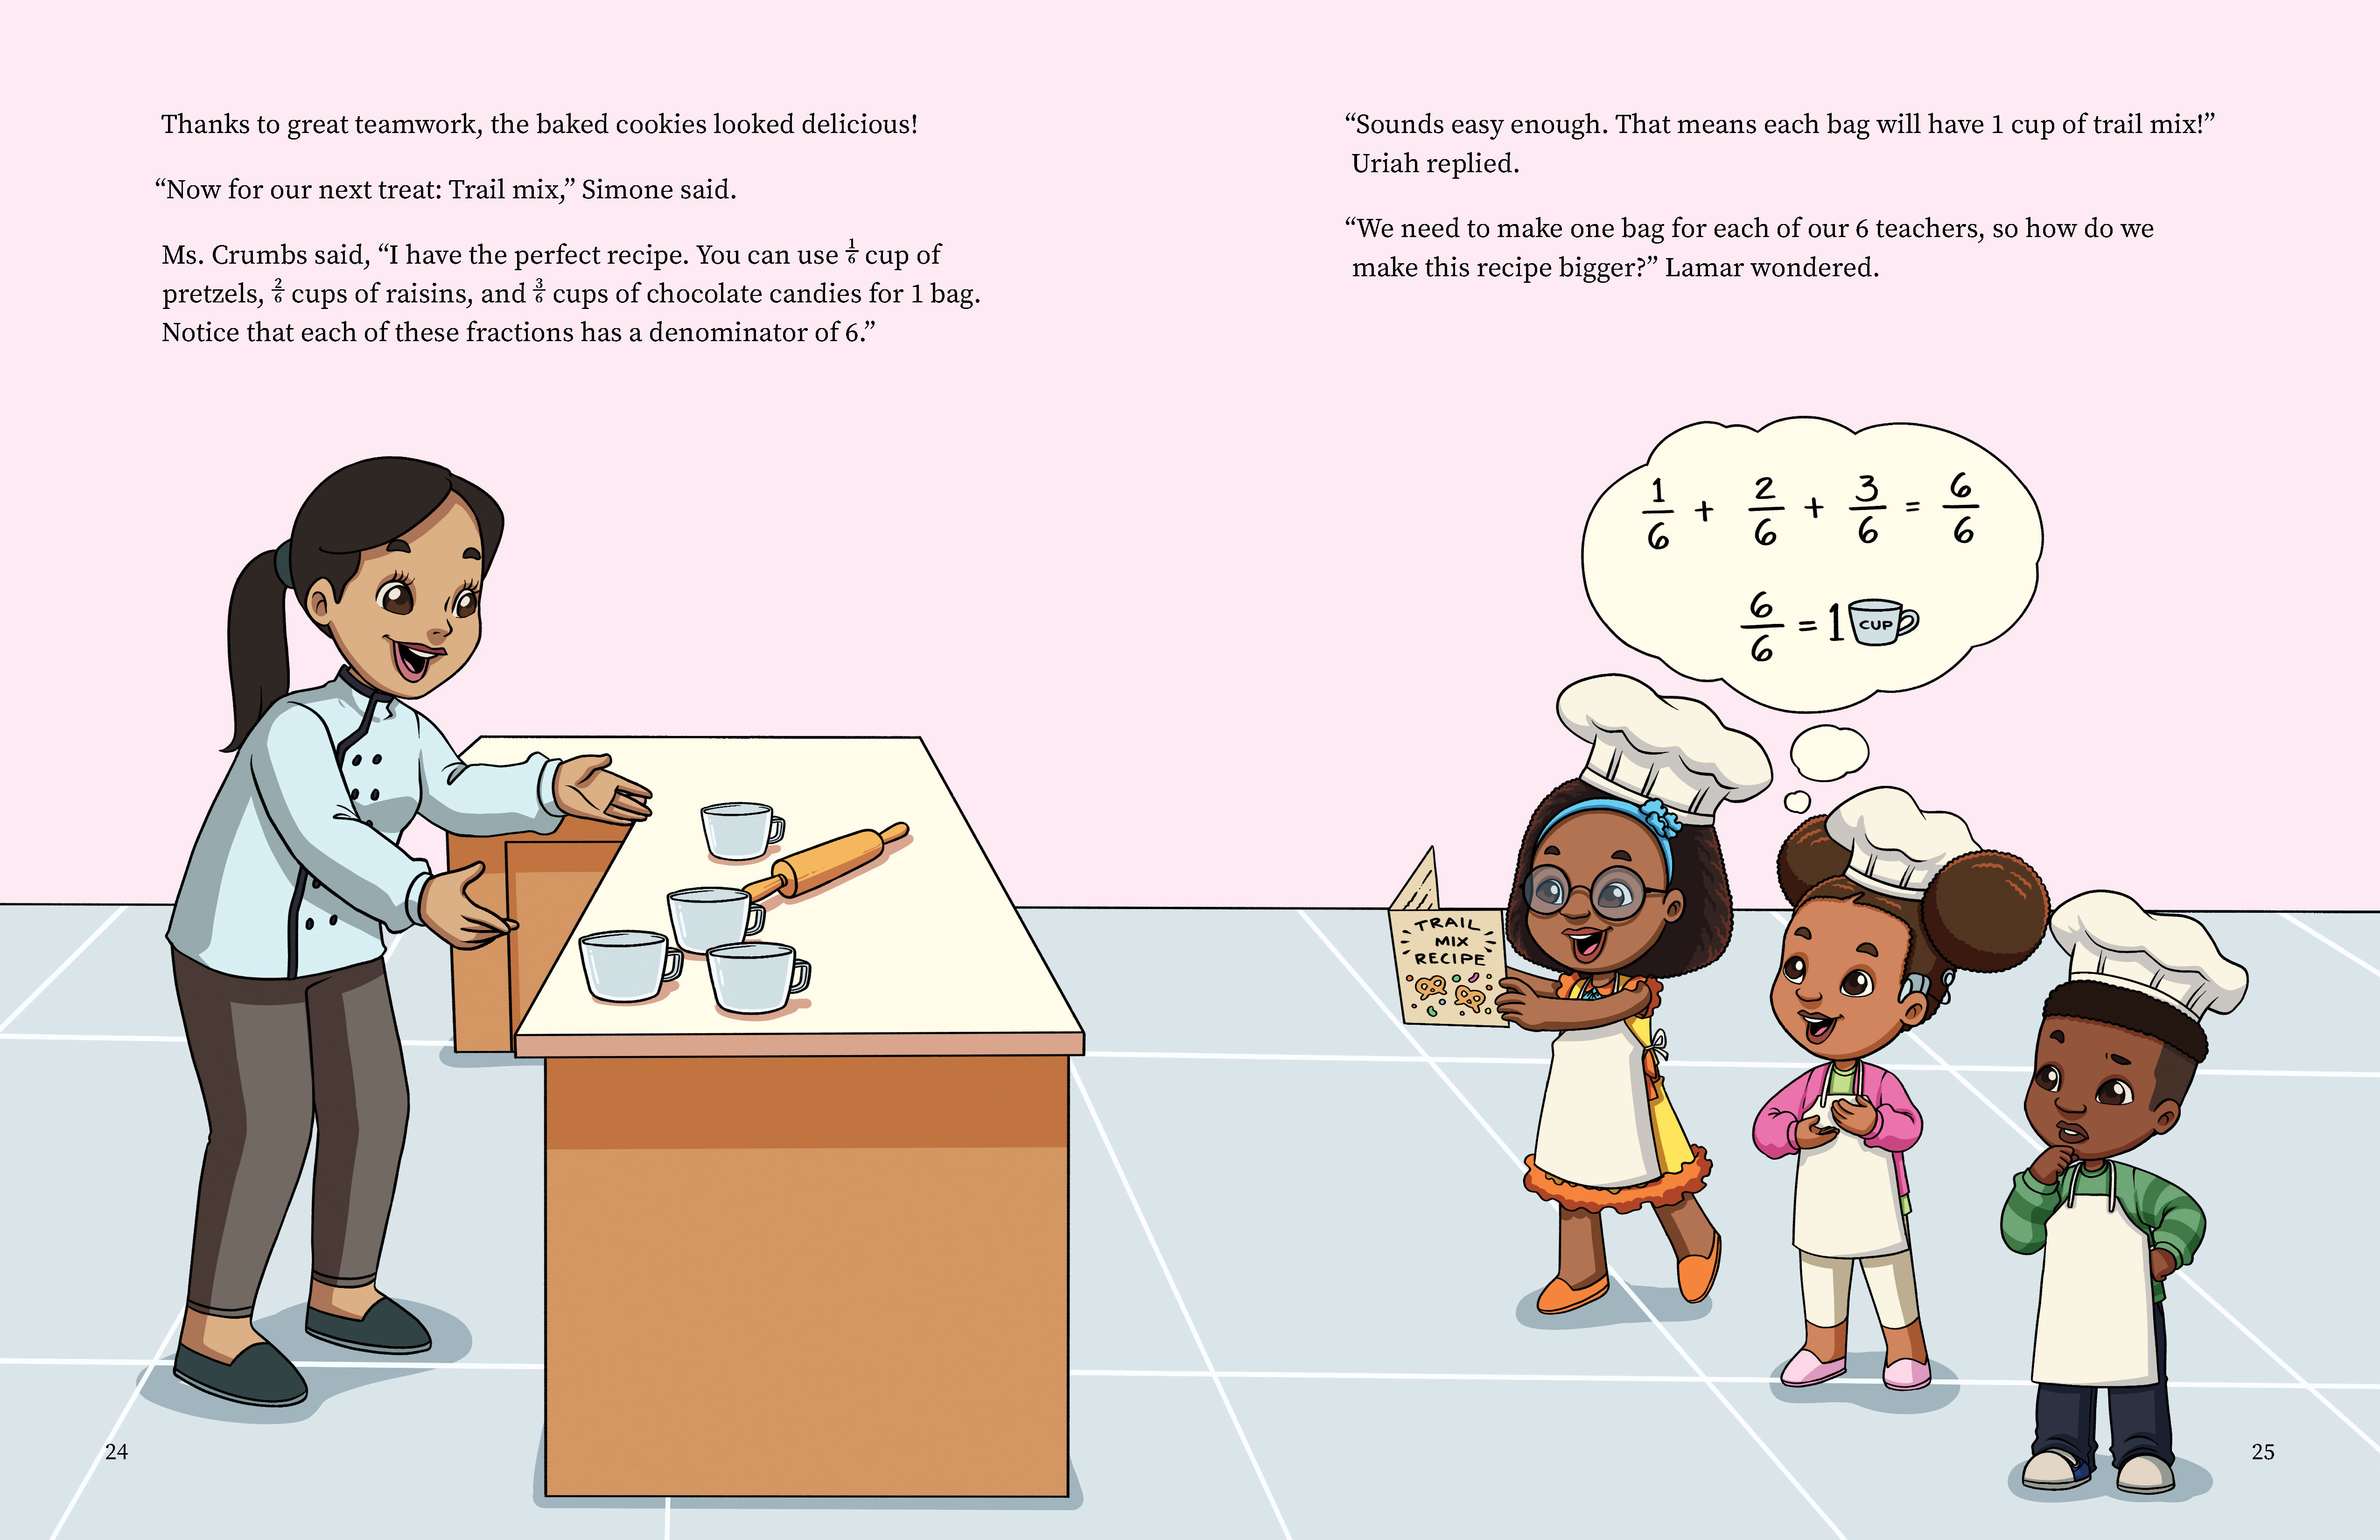 Thanks to great teamwork, the baked cookies looked delicious!
“Now for our next treat: Trail mix,” Simone said.
Ms. Crumbs said, “I have the perfect recipe. You can use 1/6 cup of
pretzels, 2/6 cups of raisins, and 3/6 cups of chocolate candies for 1 bag.
Notice that each of these fractions has a denominator of 6.”
“Sounds easy enough. That means each bag will have 1 cup of trail mix!”
Uriah replied.
“We need to make one bag for each of our 6 teachers, so how do we
make this recipe bigger?” Lamar wondered.
1/6 + 2/6 + 3/6 = 6/6
6/6 = 1 CUP
TRAIL
MIX
RECIPE
24
25